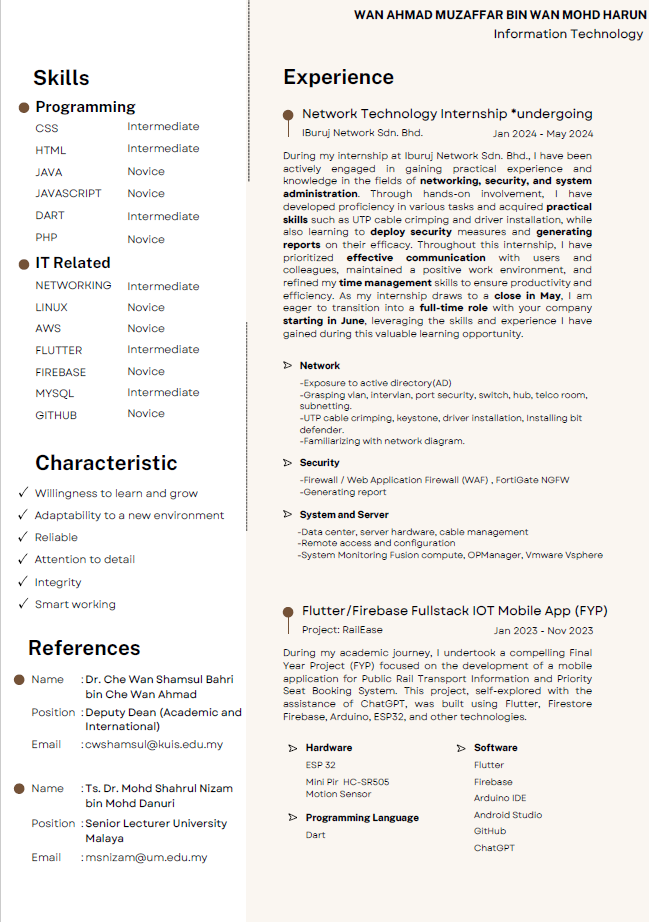 WAN AHMAD MUZAFFAR BIN WAN MOHD HARUN
Information Technology
Skills
Programming
CSS Intermediate
HTML Intermediate
JAVA Novice
JAVASCRIPT Novice
DART Intermediate
PHP Novice
IT Related
NETWORKING Intermediate
LINUX Novice
AWS Novice
FLUTTER Intermediate
FIREBASE Novice
MYSQL Intermediate
GITHUB Novice
Characteristic
✓ Willingness to learn and grow
✓ Adaptability to a new environment
✓ Reliable
✓ Attention to detail
✓ Integrity
✓ Smart working
References
Name : Dr. Che Wan Shamsul Bahri
bin Che Wan Ahmad
Position : Deputy Dean (Academic and
International)
Email : cwshamsul@kuis.edu.my
Name : Ts. Dr. Mohd Shahrul Nizam
bin Mohd Danuri
Position : Senior Lecturer University
Malaya
Email : msnizam@um.edu.my
Experience
Network Technology Internship *undergoing
IBuruj Network Sdn. Bhd. Jan 2024 - May 2024
During my internship at Iburuj Network Sdn. Bhd., I have been
actively engaged in gaining practical experience and
knowledge in the fields of networking, security, and system
administration. Through hands-on involvement, I have
developed proficiency in various tasks and acquired practical
skills such as UTP cable crimping and driver installation, while
also learning to deploy security measures and generating
reports on their efficacy. Throughout this internship, I have
prioritized effective communication with users and
colleagues, maintained a positive work environment, and
refined my time management skills to ensure productivity and
efficiency. As my internship draws to a close in May, I am
eager to transition into a full-time role with your company
starting in June, leveraging the skills and experience I have
gained during this valuable learning opportunity.
Network
-Exposure to active directory(AD)
-Grasping vlan, intervlan, port security, switch, hub, telco room,
subnetting.
-UTP cable crimping, keystone, driver installation, Installing bit
defender.
-Familiarizing with network diagram.
Security
-Firewall / Web Application Firewall (WAF) , FortiGate NGFW
-Generating report
System and Server
-Data center, server hardware, cable management
-Remote access and configuration
-System Monitoring Fusion compute, OPManager, Vmware Vsphere
Flutter/Firebase Fullstack IOT Mobile App (FYP)
Project: RailEase Jan 2023 - Nov 2023
During my academic journey, I undertook a compelling Final
Year Project (FYP) focused on the development of a mobile
application for Public Rail Transport Information and Priority
Seat Booking System. This project, self-explored with the
assistance of ChatGPT, was built using Flutter, Firestore
Firebase, Arduino, ESP32, and other technologies.
Hardware
ESP 32
Mini Pir HC-SR505
Motion Sensor
Programming Language
Dart
Software
Flutter
Firebase
Arduino IDE
Android Studio
GitHub
ChatGPT